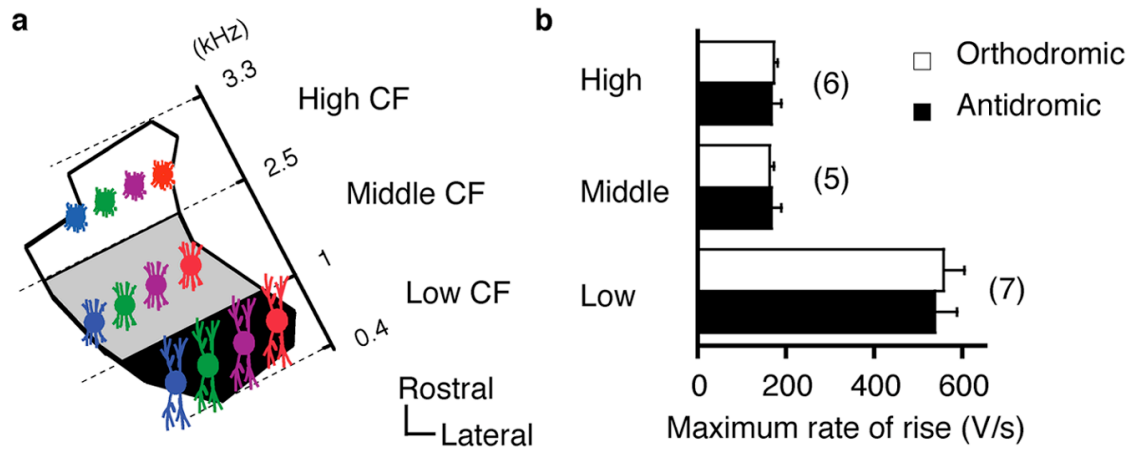 a
(kHz)
3.3
High CF
2.5
Middle CF
1
Low CF
0.4
Rostral
Lateral
b
Orthodromic
Antidromic
High
(6)
Middle
(5)
Low
(7)
0 200 400 600
Maximum rate of rise (V/s)